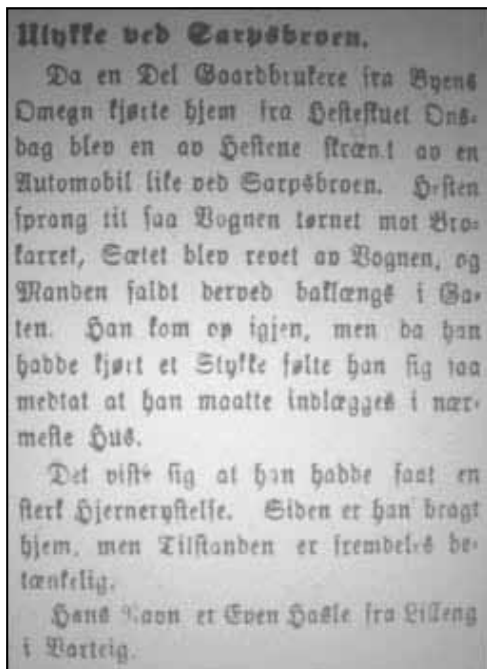 Ulykke ved Sarpsbroen.
Da en Del Gaardbrukere fra Byens
Omegn kjørte hjem fra Hesteskuet Ons-
dag blev en av Hestene skræmt av en
Automobil like ved Sarpsbroen. Hesten
sprang til saa Vognen tørnet mot Bro-
karret, Sætet blev revet av Vognen, og
Manden faldt derved baklængs i Ga-
ten. Han kom op igjen, men da han
hadde kjørt et Stykke følte han sig saa
medtat at han maatte indlægges i nær-
meste Hus.
Det viste sig at han hadde faat en
sterk Hjernerystelse. Siden er han bragt
hjem, men Tilstanden er fremdeles be-
tænkelig.
Hans Navn er Even Hasle fra Lilleng
i Varteig.